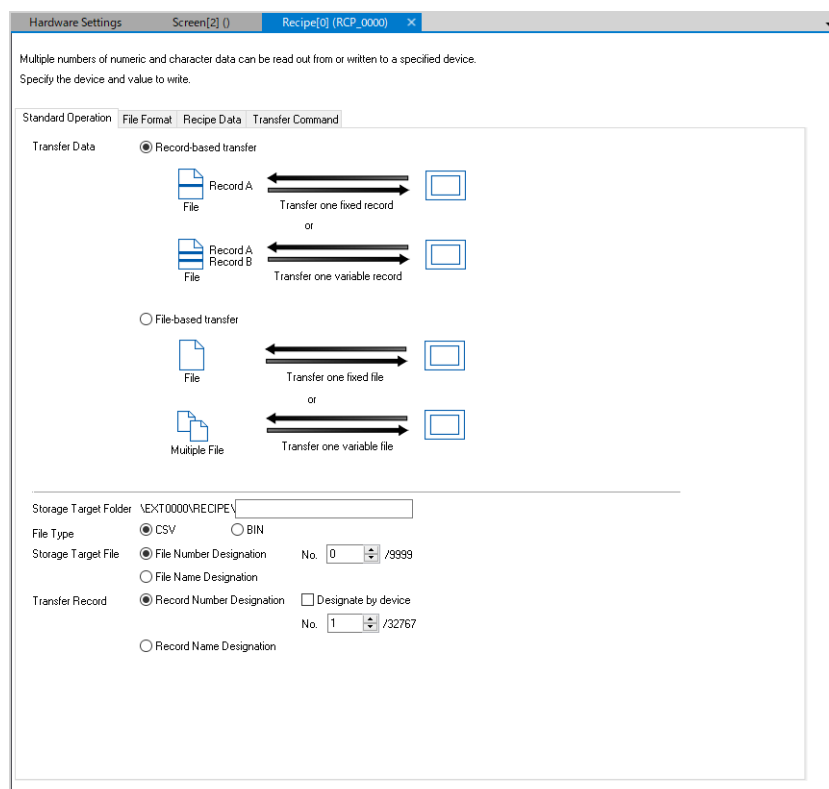 Hardware Settings Screen[2] () Recipe[0] (RCP_0000) ×
Multiple numbers of numeric and character data can be read out from or written to a specified device.
Specify the device and value to write.
Standard Operation File Format Recipe Data Transfer Command
Transfer Data Record-based transfer
Record A
File Transfer one fixed record
or
Record A
Record B
File Transfer one variable record
File-based transfer
File Transfer one fixed file
or
Multiple File Transfer one variable file
Storage Target Folder \EXT0000\RECIPE\
File Type CSV BIN
Storage Target File File Number Designation No. 0 /9999
File Name Designation
Transfer Record Record Number Designation Designate by device
No. 1 /32767
Record Name Designation